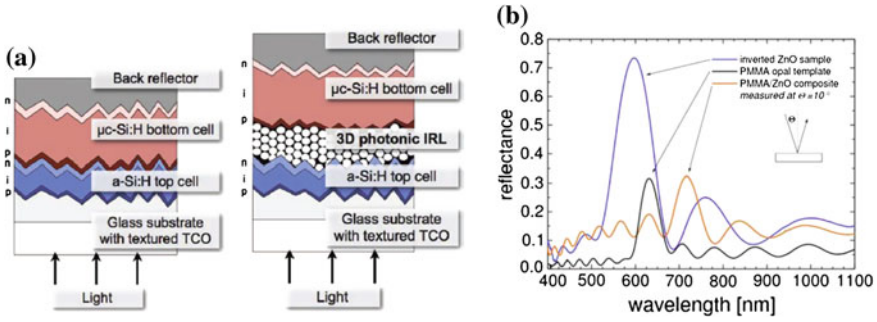 (a)
Back reflector
n
μc-Si:H bottom cell
i
p
n
a-Si:H top cell
i
p
Glass substrate
with textured TCO
Light
Back reflector
n
μc-Si:H bottom cell
i
p
3D photonic IRL
n
a-Si:H top cell
i
p
Glass substrate
with textured TCO
Light
(b)
reflectance
0.8
0.7
0.6
0.5
0.4
0.3
0.2
0.1
0.0
inverted ZnO sample
PMMA opal template
PMMA/ZnO composite
measured at Θ=10°
Θ
400 500 600 700 800 900 1000 1100
wavelength [nm]